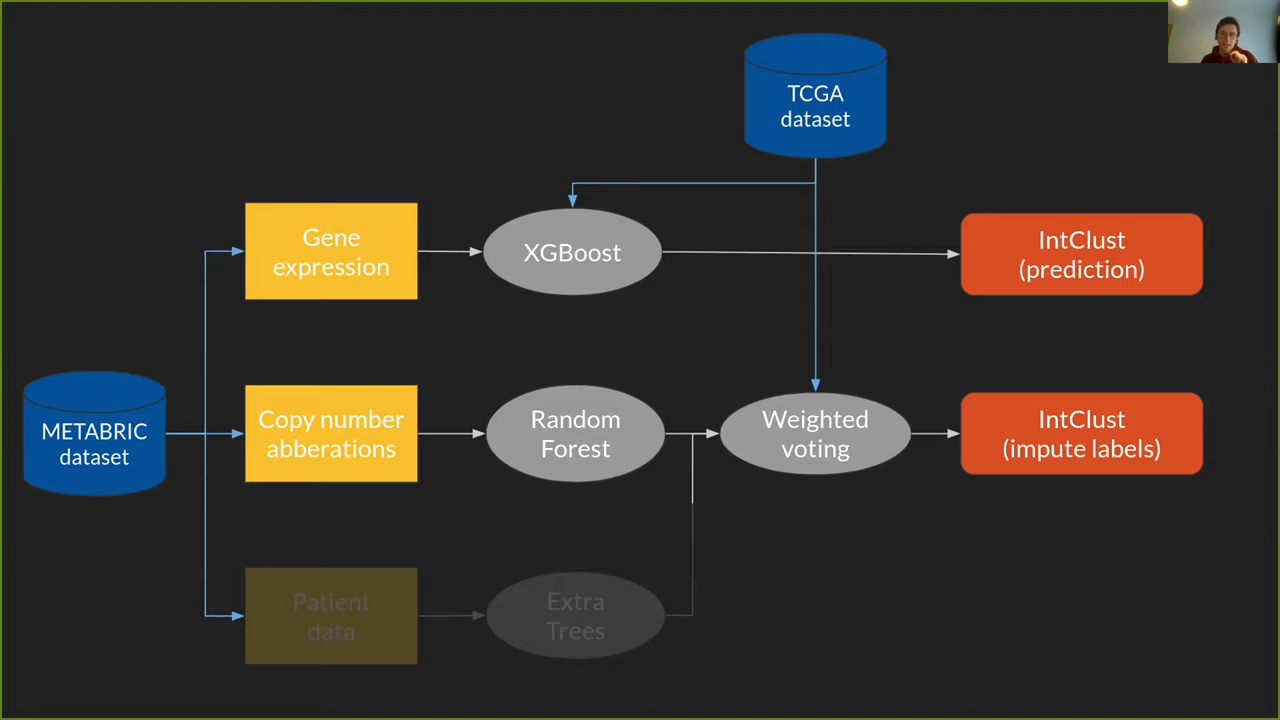 TCGA
dataset
Gene
expression
XGBoost
IntClust
(prediction)
METABRIC
dataset
Copy number
abberations
Random
Forest
Weighted
voting
IntClust
(impute labels)
Patient
data
Extra
Trees